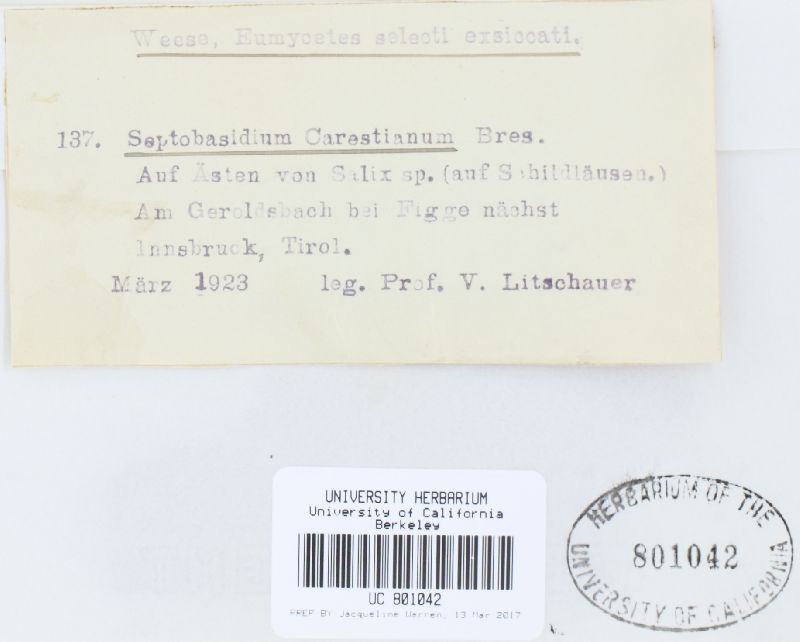 Weese, Eumycetes selecti exsiccati.
137. Septobasidium Carestianum Bres.
Auf Ästen von Salix sp. (auf Schildläusen.)
Am Geroldsbach bei Figge nächst
Innsbruck, Tirol.
März 1923 leg. Prof. V. Litschauer
UNIVERSITY HERBARIUM
University of California
Berkeley
UC 801042
PREP BY Jacqueline Warren, 13 Mar 2017
HERBARIUM OF THE
801042
UNIVERSITY OF CALIFORNIA